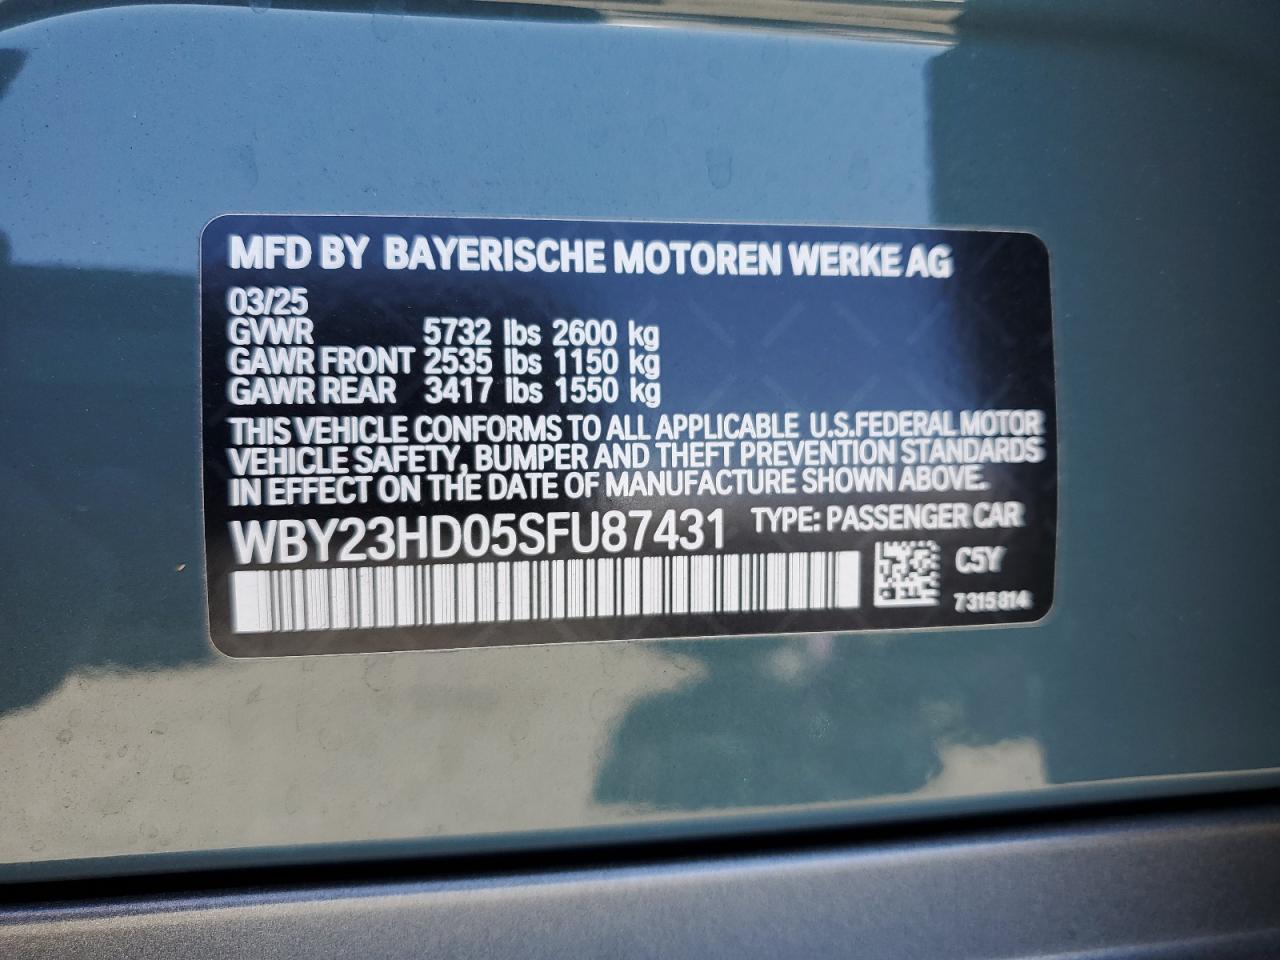 MFD BY BAYERISCHE MOTOREN WERKE AG
03/25
GVWR 5732 lbs 2600 kg
GAWR FRONT 2535 lbs 1150 kg
GAWR REAR 3417 lbs 1550 kg
THIS VEHICLE CONFORMS TO ALL APPLICABLE U.S.FEDERAL MOTOR
VEHICLE SAFETY, BUMPER AND THEFT PREVENTION STANDARDS
IN EFFECT ON THE DATE OF MANUFACTURE SHOWN ABOVE.
WBY23HD05SFU87431 TYPE: PASSENGER CAR
C5Y
7315814